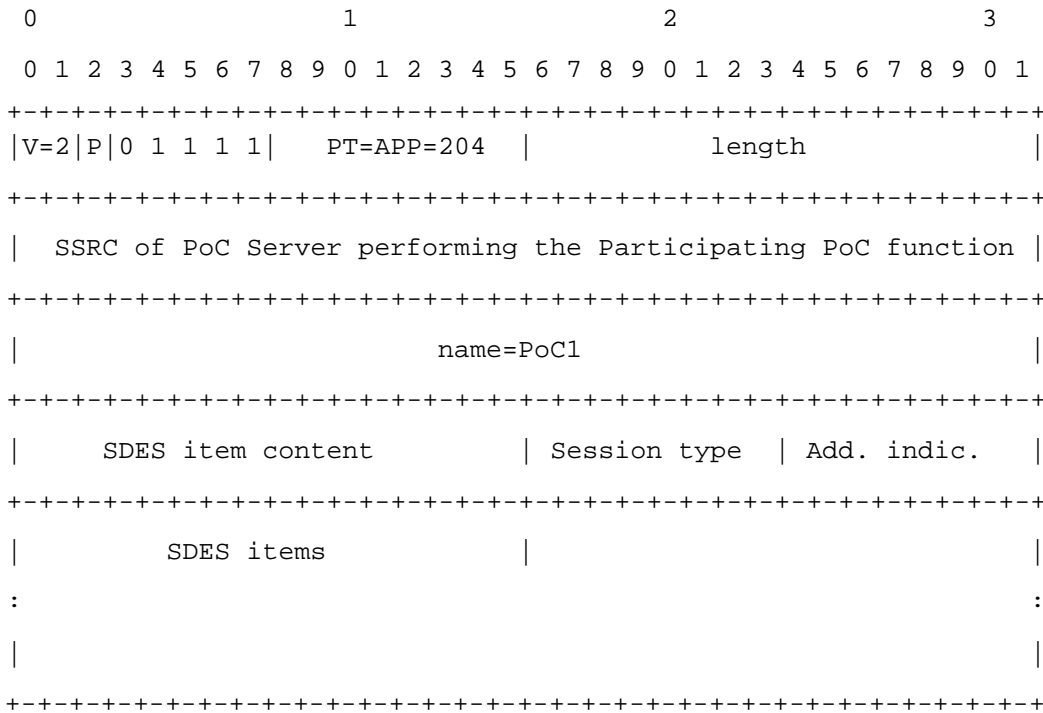 0                   1                   2                   3
0 1 2 3 4 5 6 7 8 9 0 1 2 3 4 5 6 7 8 9 0 1 2 3 4 5 6 7 8 9 0 1
+-+-+-+-+-+-+-+-+-+-+-+-+-+-+-+-+-+-+-+-+-+-+-+-+-+-+-+-+-+-+-+-+
|V=2|P|0 1 1 1 1|   PT=APP=204  |           length              |
+-+-+-+-+-+-+-+-+-+-+-+-+-+-+-+-+-+-+-+-+-+-+-+-+-+-+-+-+-+-+-+-+
|  SSRC of PoC Server performing the Participating PoC function |
+-+-+-+-+-+-+-+-+-+-+-+-+-+-+-+-+-+-+-+-+-+-+-+-+-+-+-+-+-+-+-+-+
|                          name=PoC1                            |
+-+-+-+-+-+-+-+-+-+-+-+-+-+-+-+-+-+-+-+-+-+-+-+-+-+-+-+-+-+-+-+-+
|     SDES item content         | Session type  | Add. indic.   |
+-+-+-+-+-+-+-+-+-+-+-+-+-+-+-+-+-+-+-+-+-+-+-+-+-+-+-+-+-+-+-+-+
|         SDES items            |                               |
:                                                               :
|                                                               |
+-+-+-+-+-+-+-+-+-+-+-+-+-+-+-+-+-+-+-+-+-+-+-+-+-+-+-+-+-+-+-+-+